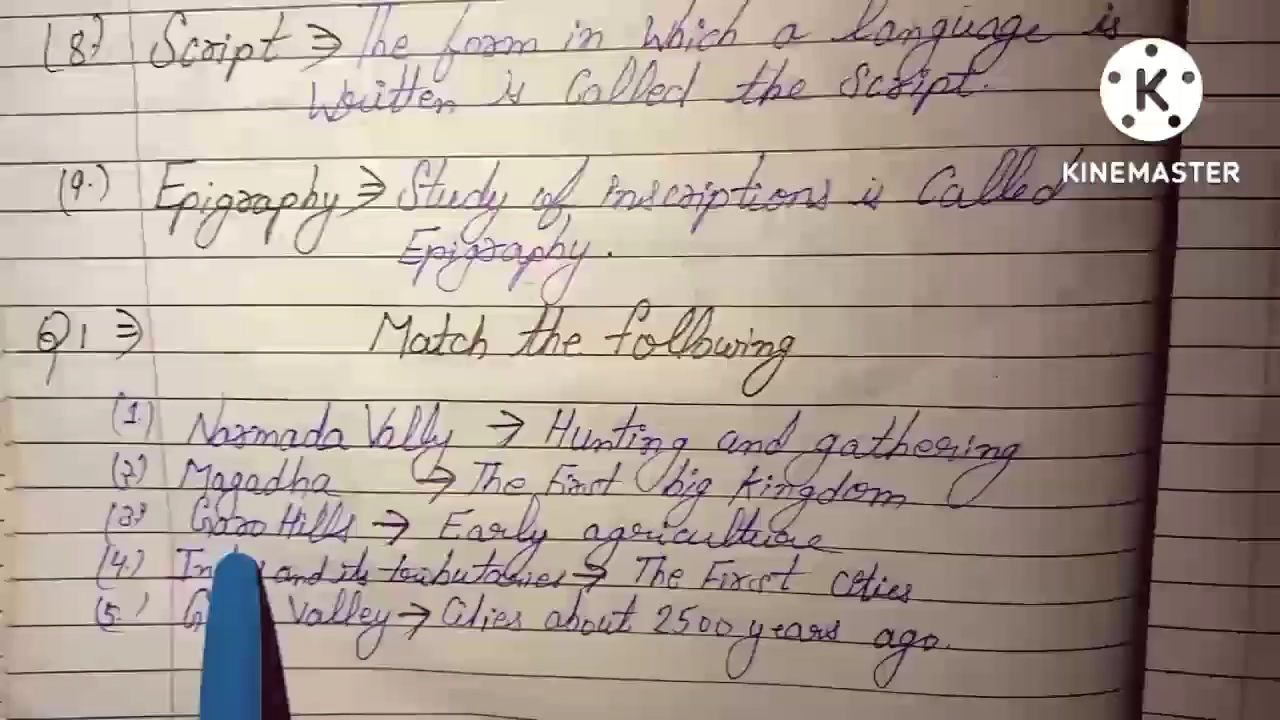 (8) Script ⇒ The form in which a language is
written is called the script.
K
KINEMASTER
(9.) Epigraphy ⇒ Study of inscriptions is called
Epigraphy.
Q1 ⇒ Match the following
(1.) Narmada Vally → Hunting and gathering
(2) Magadha → The First big kingdom
(3) Garo Hills → Early agriculture
(4.) and its tributaries → The First cities
(5.) Valley → Cities about 2500 years ago.